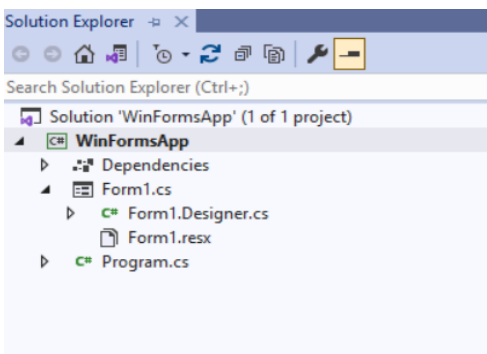 Solution Explorer
Search Solution Explorer (Ctrl+;)
Solution 'WinFormsApp' (1 of 1 project)
C# WinFormsApp
Dependencies
Form1.cs
C# Form1.Designer.cs
Form1.resx
C# Program.cs